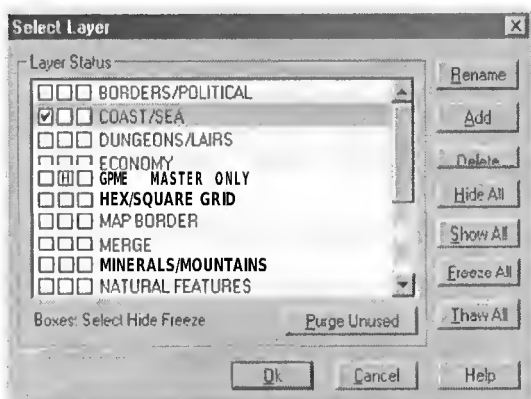 Select Layer
Layer Status
BORDERS/POLITICAL
COAST/SEA
DUNGEONS/LAIRS
ECONOMY
H GPME MASTER ONLY
HEX/SQUARE GRID
MAP BORDER
MERGE
MINERALS/MOUNTAINS
NATURAL FEATURES
Boxes: Select Hide Freeze
Purge Unused
Rename
Add
Delete
Hide All
Show All
Freeze All
Thaw All
Ok
Cancel
Help